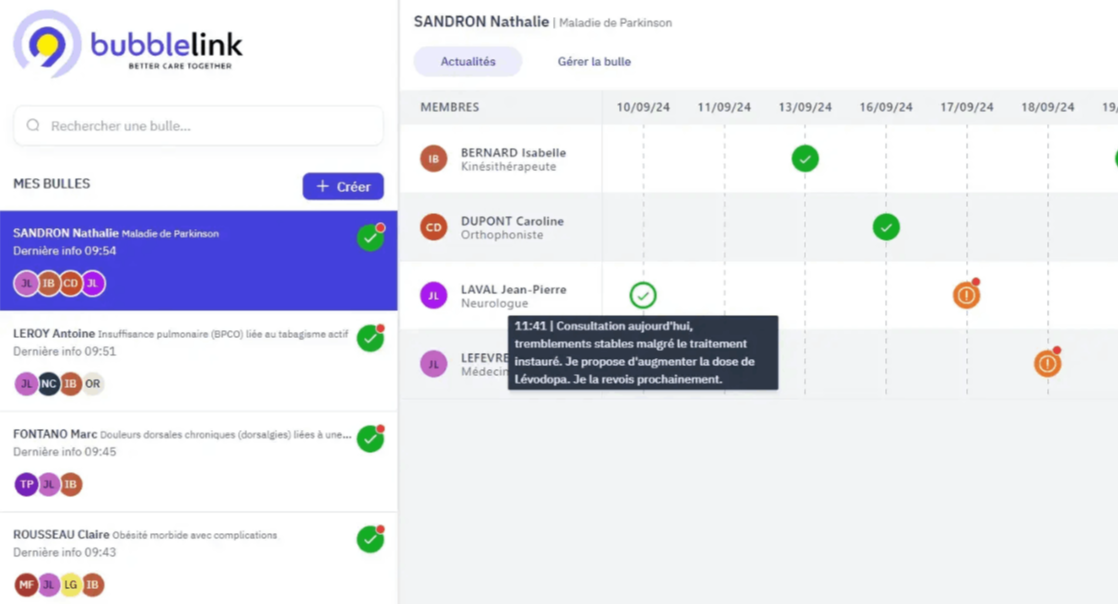 bubblelink
BETTER CARE TOGETHER
Rechercher une bulle...
MES BULLES
+ Créer
SANDRON Nathalie Maladie de Parkinson
Dernière info 09:54
JL IB CD JL
LEROY Antoine Insuffisance pulmonaire (BPCO) liée au tabagisme actif
Dernière info 09:51
JL NC IB OR
FONTANO Marc Douleurs dorsales chroniques (dorsalgies) liées à une...
Dernière info 09:45
TP JL IB
ROUSSEAU Claire Obésité morbide avec complications
Dernière info 09:43
MF JL LG IB
SANDRON Nathalie | Maladie de Parkinson
Actualités Gérer la bulle
MEMBRES 10/09/24 11/09/24 13/09/24 16/09/24 17/09/24 18/09/24 19/
IB BERNARD Isabelle
Kinésithérapeute
CD DUPONT Caroline
Orthophoniste
JL LAVAL Jean-Pierre
Neurologue
JL LEFEVRE
Médecin
11:41 | Consultation aujourd'hui,
tremblements stables malgré le traitement
instauré. Je propose d'augmenter la dose de
Lévodopa. Je la revois prochainement.